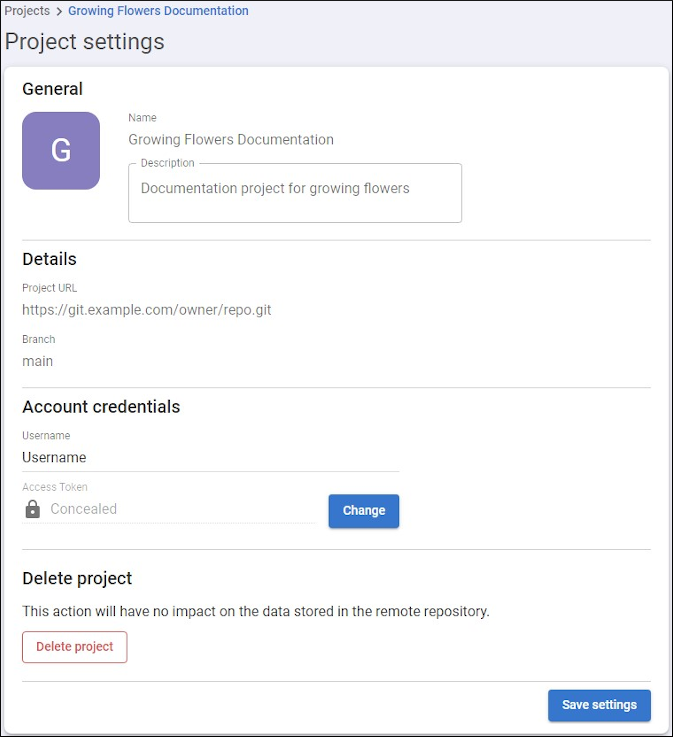 Projects > Growing Flowers Documentation
Project settings
General
G
Name
Growing Flowers Documentation
Description
Documentation project for growing flowers
Details
Project URL
https://git.example.com/owner/repo.git
Branch
main
Account credentials
Username
Username
Access Token
Concealed
Change
Delete project
This action will have no impact on the data stored in the remote repository.
Delete project
Save settings